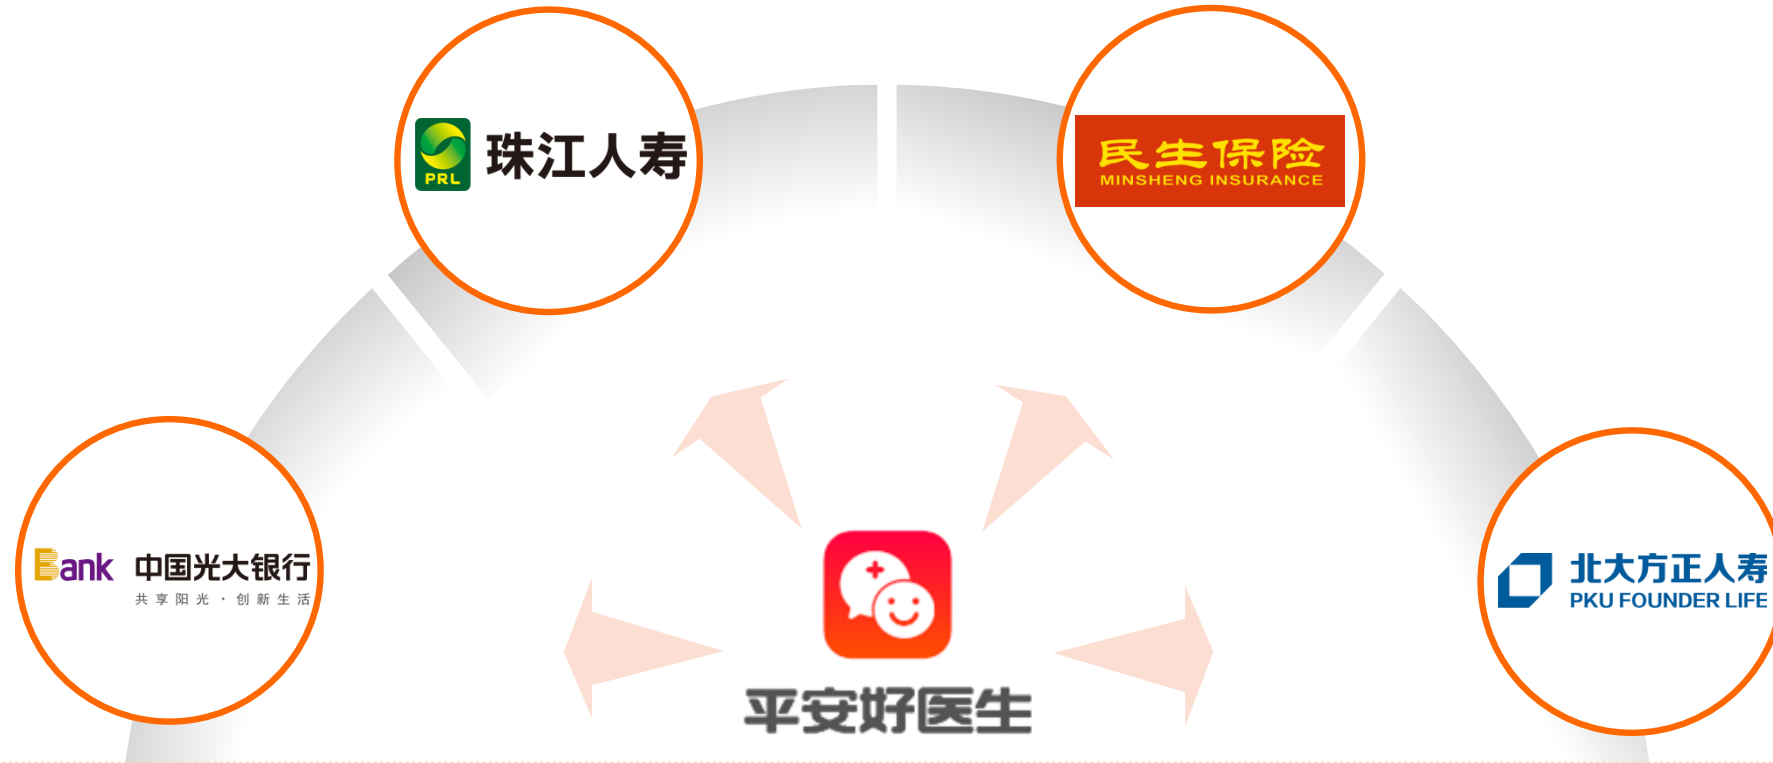 PRL
珠江人寿
民生保险
MINSHENG INSURANCE
Bank
中国光大银行
共享阳光·创新生活
北大方正人寿
PKU FOUNDER LIFE
平安好医生